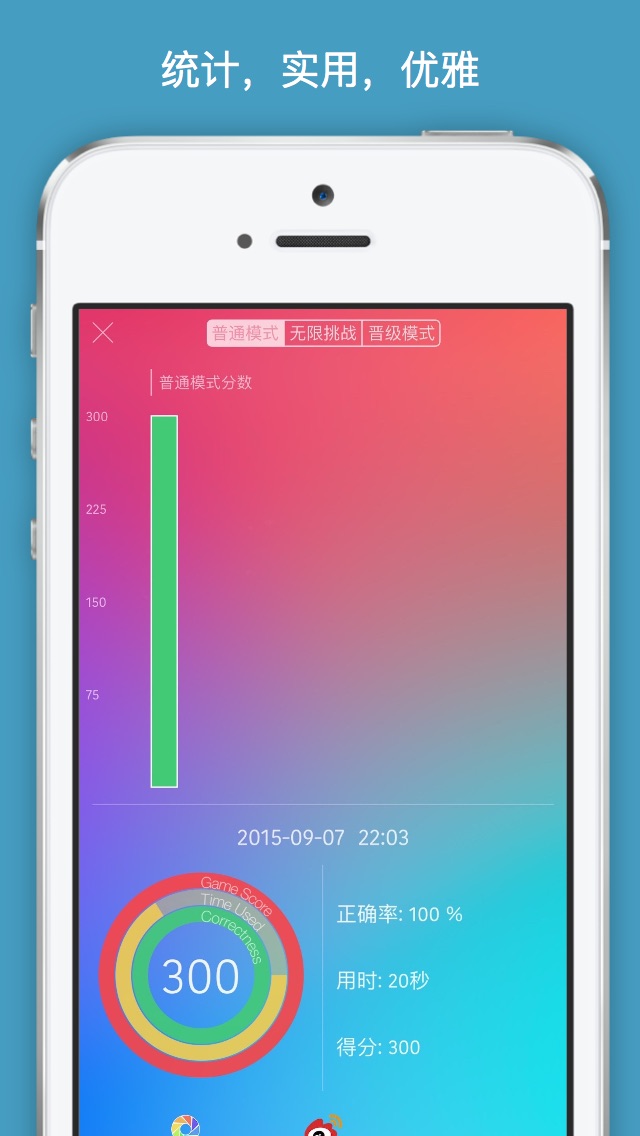 统计，实用，优雅
普通模式 无限挑战 晋级模式
普通模式分数
300
225
150
75
2015-09-07 22:03
Game Score
Time Used
Correctness
300
正确率: 100 %
用时: 20秒
得分: 300